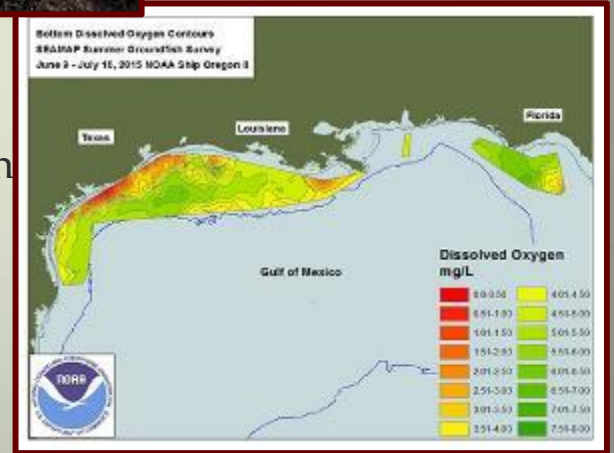 n
Bottom Dissolved Oxygen Contours
SEAMAP Summer Groundfish Survey
June 9 - July 16, 2015 NOAA Ship Oregon II
Texas
Louisiana
Florida
Gulf of Mexico
Dissolved Oxygen
mg/L
0.0-0.50
0.51-1.00
1.01-1.50
1.51-2.00
2.01-2.50
2.51-3.00
3.01-3.50
3.51-4.00
4.01-4.50
4.51-5.00
5.01-5.50
5.51-6.00
6.01-6.50
6.51-7.00
7.01-7.50
7.51-8.00
NOAA